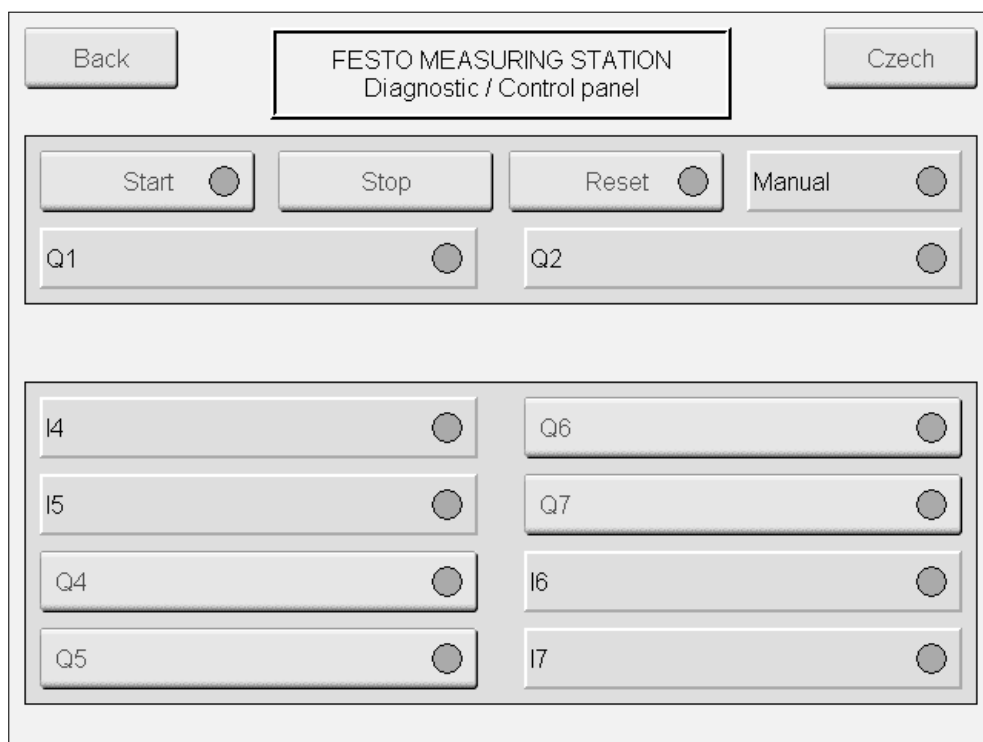 Back
FESTO MEASURING STATION
Diagnostic / Control panel
Czech
Start
Stop
Reset
Manual
Q1
Q2
I4
Q6
I5
Q7
Q4
I6
Q5
I7